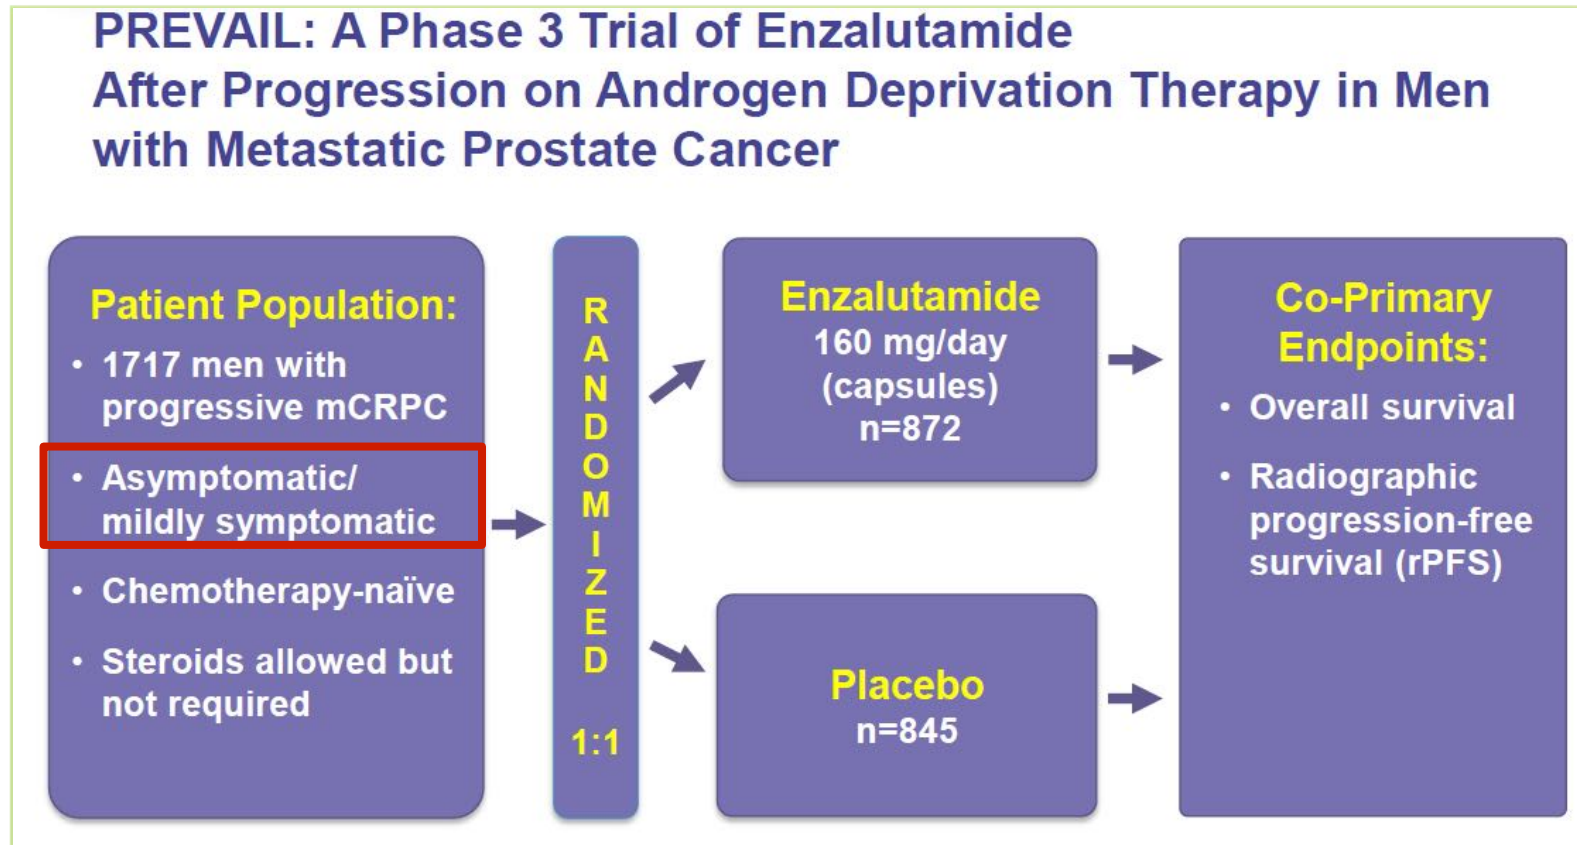 PREVAIL: A Phase 3 Trial of Enzalutamide
After Progression on Androgen Deprivation Therapy in Men
with Metastatic Prostate Cancer
Patient Population:
• 1717 men with
progressive mCRPC
• Asymptomatic/
mildly symptomatic
• Chemotherapy-naïve
• Steroids allowed but
not required
R
A
N
D
O
M
I
Z
E
D
1:1
Enzalutamide
160 mg/day
(capsules)
n=872
Placebo
n=845
Co-Primary
Endpoints:
• Overall survival
• Radiographic
progression-free
survival (rPFS)